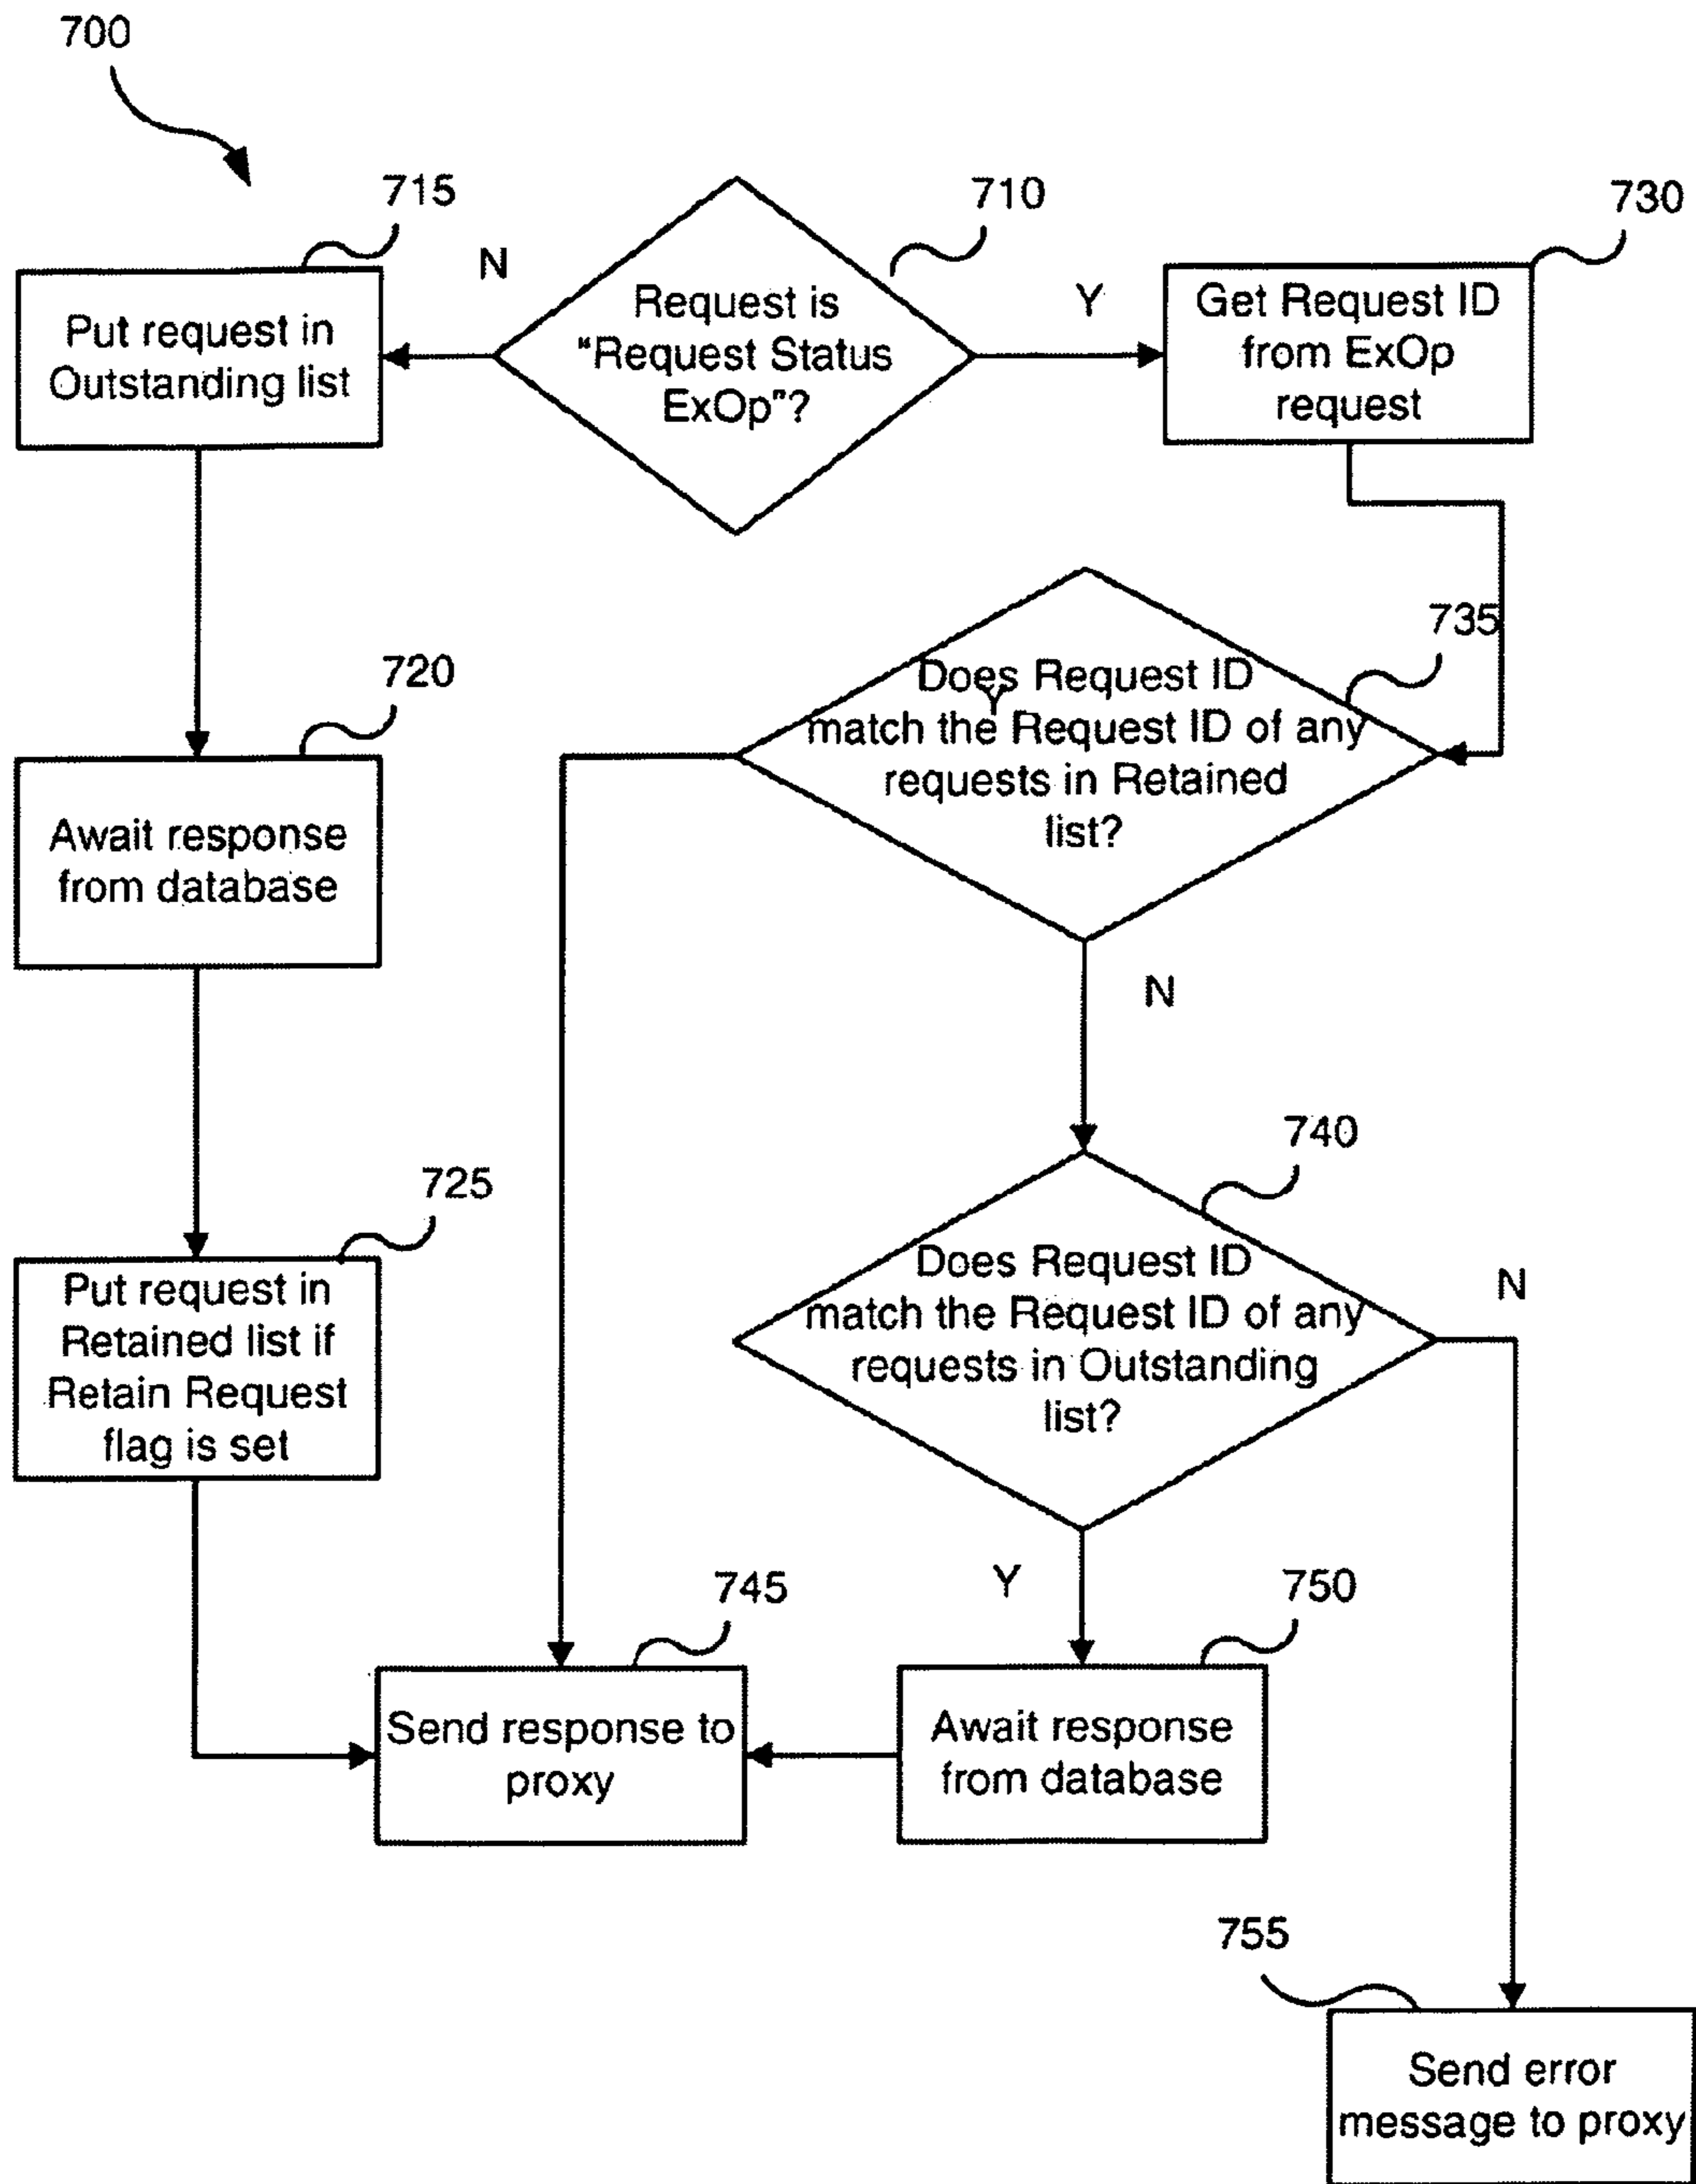 700
715
710
730
N
Y
Put request in
Outstanding list
Request is
"Request Status
ExOp"?
Get Request ID
from ExOp
request
735
720
Does Request ID
Y
match the Request ID of any
requests in Retained
list?
Await response
from database
N
740
725
Does Request ID
match the Request ID of any
requests in Outstanding
list?
N
Put request in
Retained list if
Retain Request
flag is set
Y
745
750
Send response to
proxy
Await response
from database
755
Send error
message to proxy